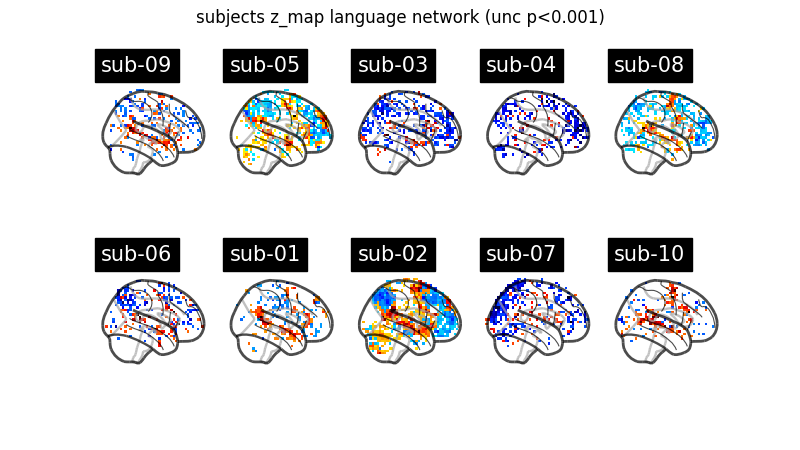 subjects z_map language network (unc p<0.001)
sub-09
sub-05
sub-03
sub-04
sub-08
sub-06
sub-01
sub-02
sub-07
sub-10